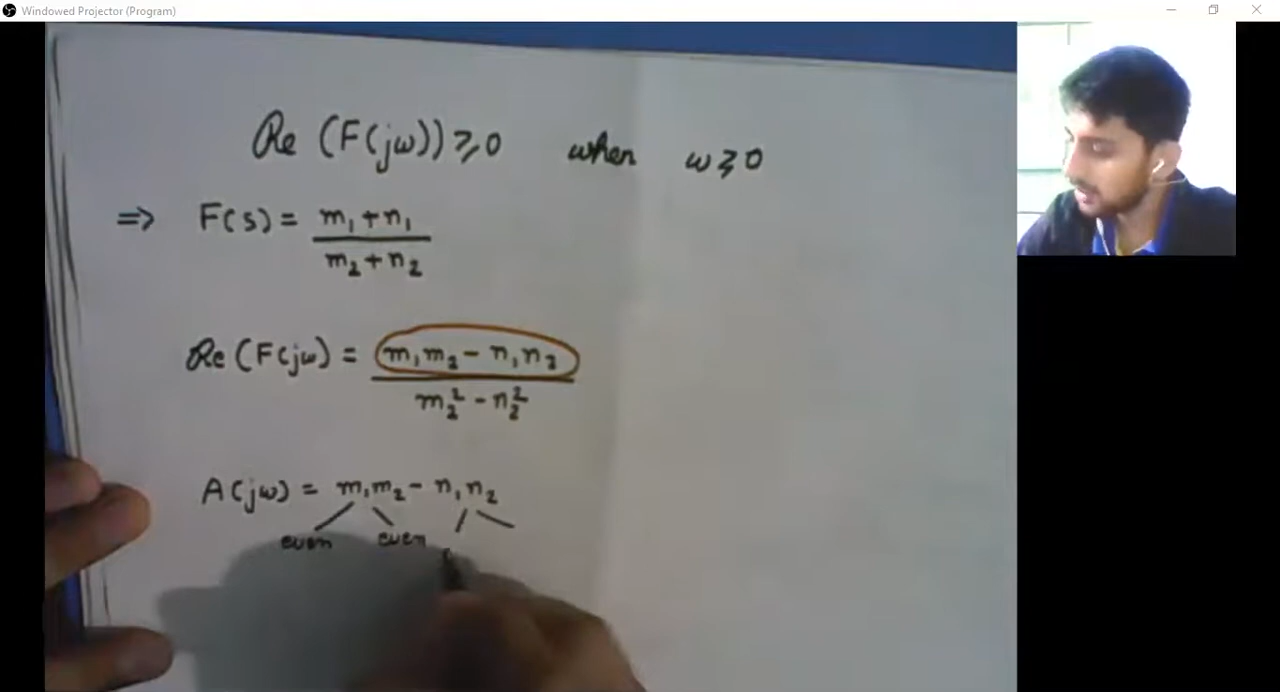 Windowed Projector (Program)
Re (F(jω)) ≥ 0 when ω ≥ 0
⇒ F(s) = m₁ + n₁ / m₂ + n₂
Re (F(jω) = m₁m₂ - n₁n₂ / m₂² - n₂²
A(jω) = m₁m₂ - n₁n₂
even even